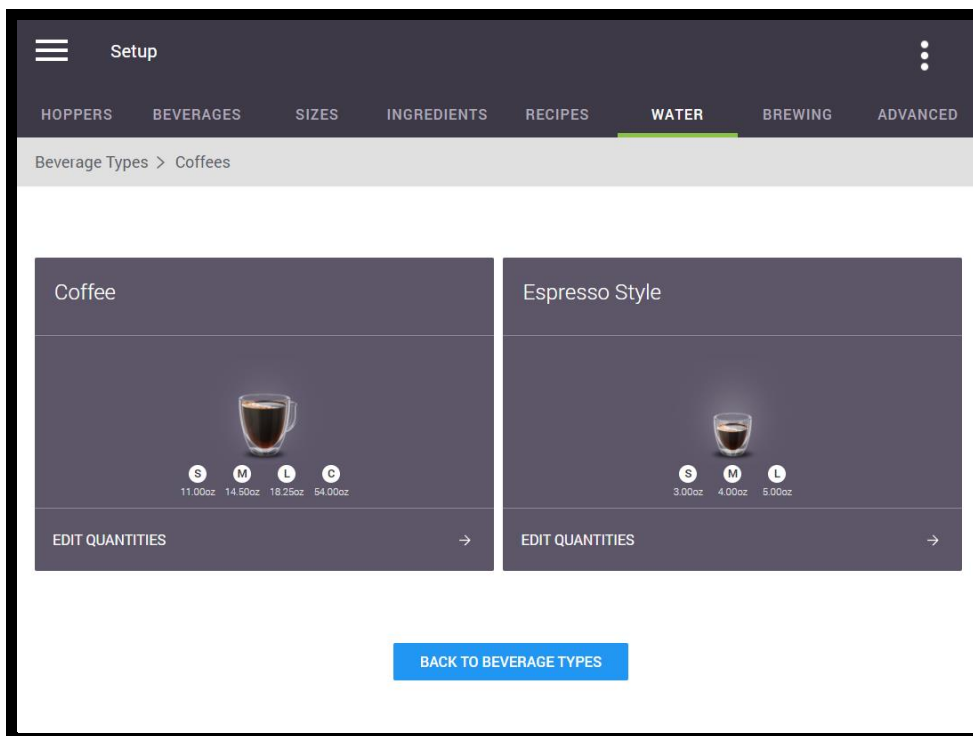 Setup
HOPPERS BEVERAGES SIZES INGREDIENTS RECIPES WATER BREWING ADVANCED
Beverage Types > Coffees
Coffee
S M L C
11.00oz 14.50oz 18.25oz 54.00oz
EDIT QUANTITIES →
Espresso Style
S M L
3.00oz 4.00oz 5.00oz
EDIT QUANTITIES →
BACK TO BEVERAGE TYPES